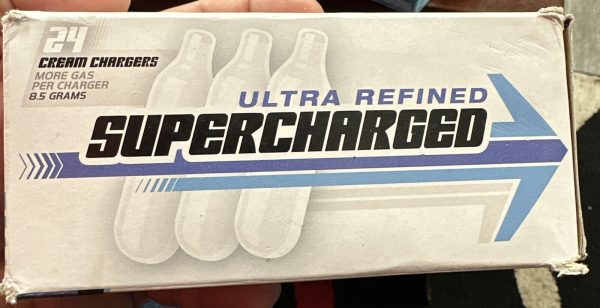 24
CREAM CHARGERS
MORE GAS
PER CHARGER
8.5 GRAMS
ULTRA REFINED
SUPERCHARGED